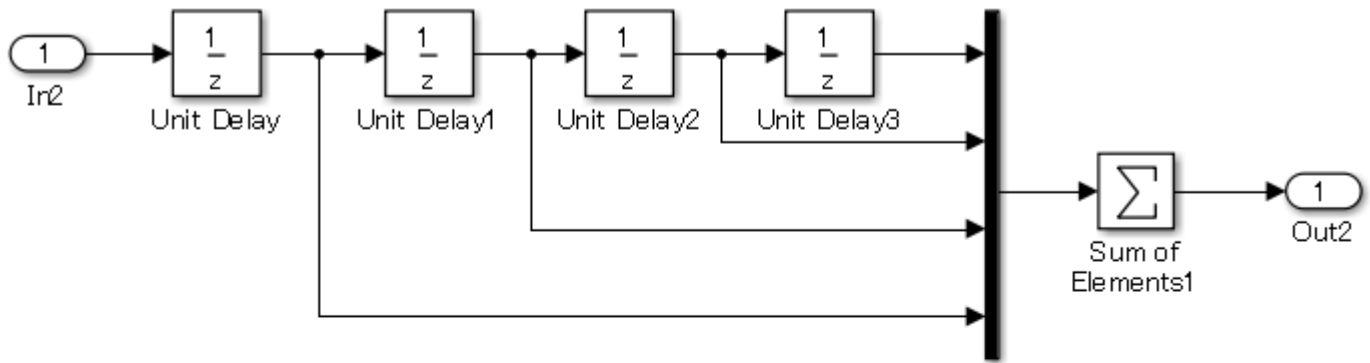 1
In2
1
z
Unit Delay
1
z
Unit Delay1
1
z
Unit Delay2
1
z
Unit Delay3
∑
Sum of
Elements1
1
Out2